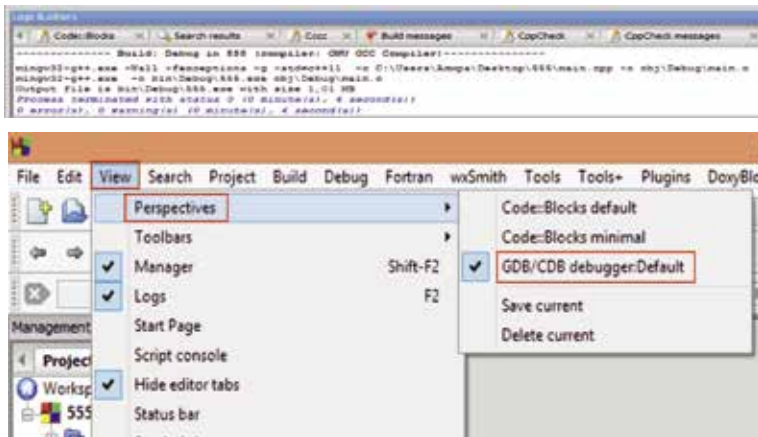 Logs & others
Code::Blocks Search results Cccc Build messages CppCheck CppCheck messages
-------------- Build: Debug in 555 (compiler: GNU GCC Compiler)---------------
mingw32-g++.exe -Wall -fexceptions -g -std=c++11 -c C:\Users\Amopa\Desktop\555\main.cpp -o obj\Debug\main.o
mingw32-g++.exe -o bin\Debug\555.exe obj\Debug\main.o
Output file is bin\Debug\555.exe with size 1,01 MB
Process terminated with status 0 (0 minute(s), 4 second(s))
0 error(s), 0 warning(s) (0 minute(s), 4 second(s))
File Edit View Search Project Build Debug Fortran wxSmith Tools Tools+ Plugins DoxyBlo
Perspectives
Code::Blocks default
Toolbars
Code::Blocks minimal
Manager Shift-F2
GDB/CDB debugger:Default
Logs F2
Save current
Management
Start Page
Delete current
Project
Script console
Worksp
Hide editor tabs
555
Status bar